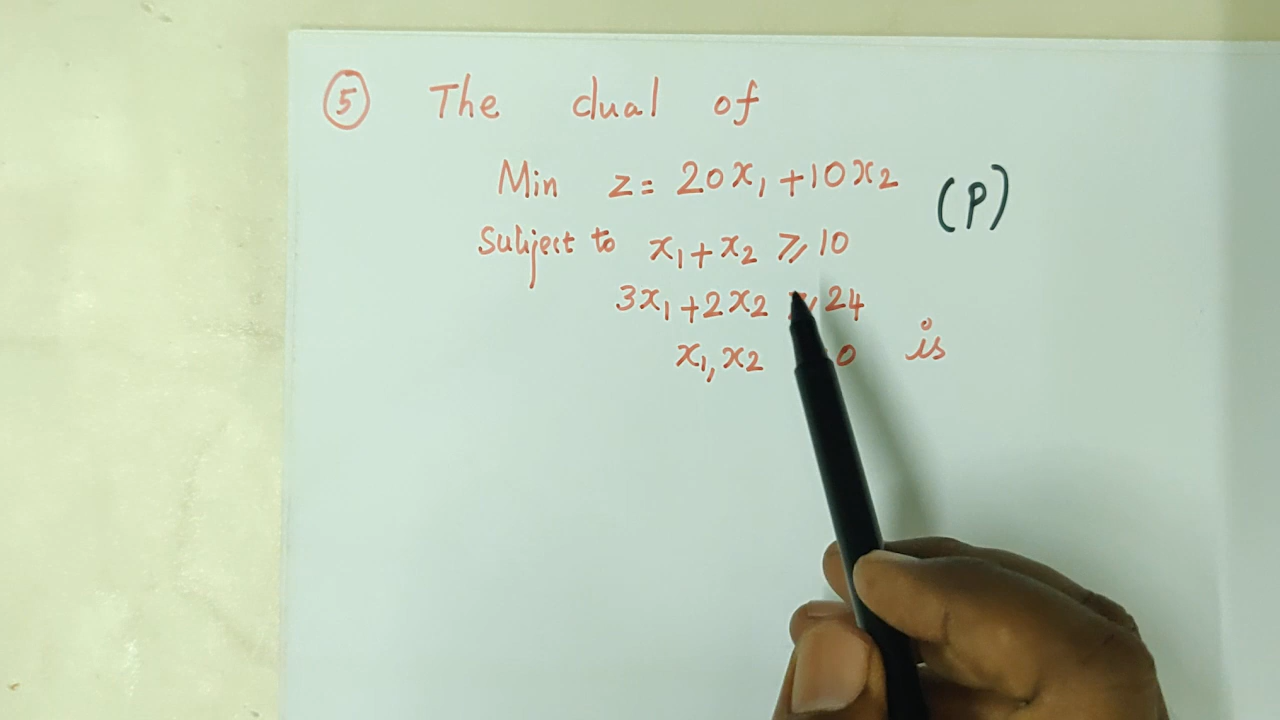 5 The dual of
Min z = 20x₁ + 10x₂ (P)
Subject to x₁ + x₂ ⩾ 10
3x₁ + 2x₂ ⩾ 24
x₁, x₂ 0 is